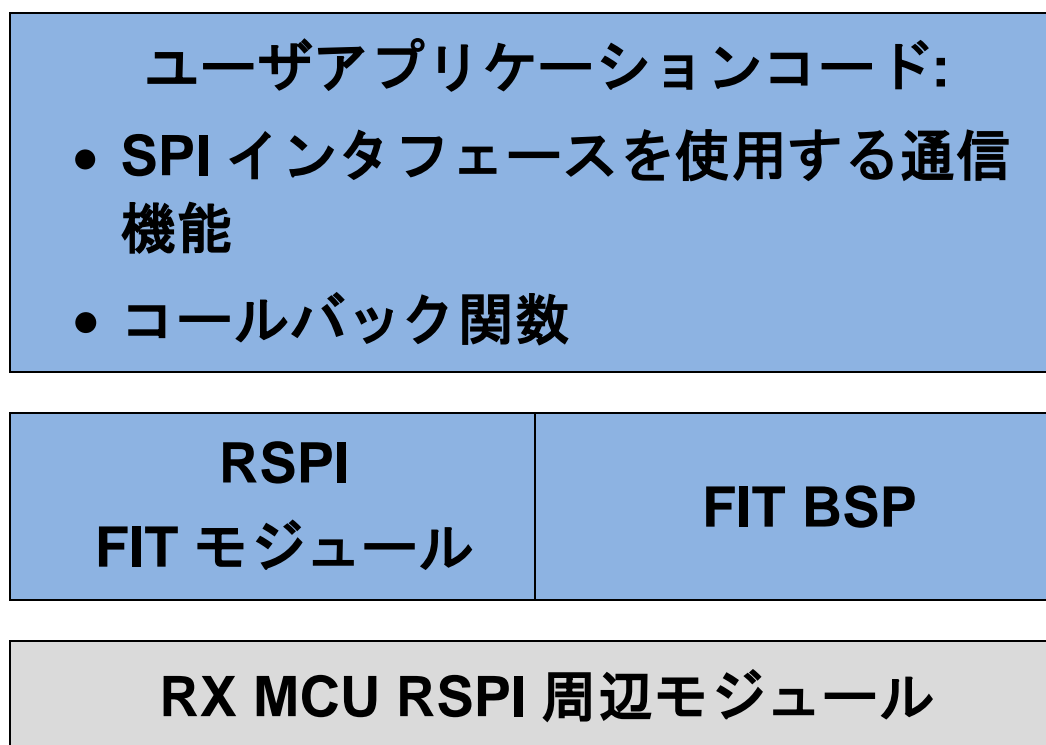 ユーザアプリケーションコード:
• SPI インタフェースを使用する通信
機能
• コールバック関数
RSPI
FIT モジュール
FIT BSP
RX MCU RSPI 周辺モジュール